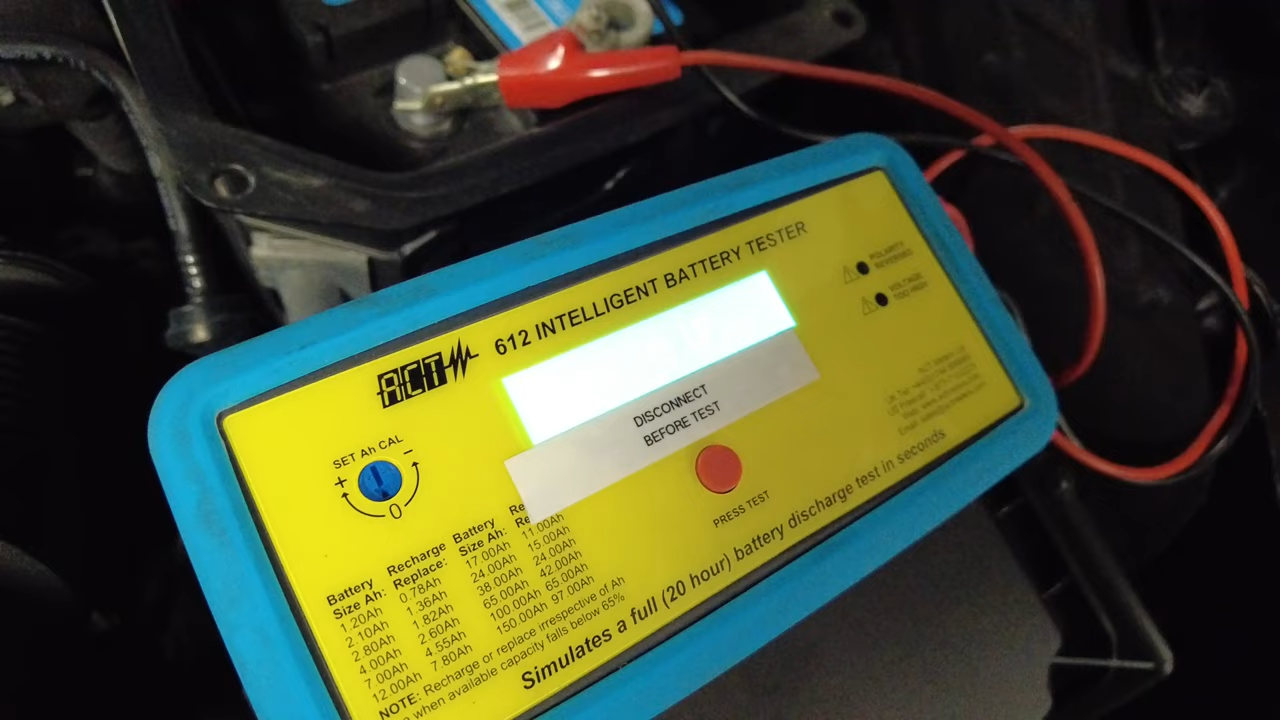 ACT
612 INTELLIGENT BATTERY TESTER
POLARITY
REVERSED
VOLTAGE
TOO HIGH
DISCONNECT
BEFORE TEST
SET Ah CAL
+ -
0
PRESS TEST
Battery Recharge Battery Re
Size Ah: Replace: Size Ah: Re
1.20Ah 0.78Ah 17.00Ah 11.00Ah
2.10Ah 1.36Ah 24.00Ah 15.00Ah
2.80Ah 1.82Ah 38.00Ah 24.00Ah
4.00Ah 2.60Ah 65.00Ah 42.00Ah
7.00Ah 4.55Ah 100.00Ah 65.00Ah
12.00Ah 7.80Ah 150.00Ah 97.00Ah
NOTE: Recharge or replace irrespective of Ah
when available capacity falls below 65%
Simulates a full (20 hour) battery discharge test in seconds